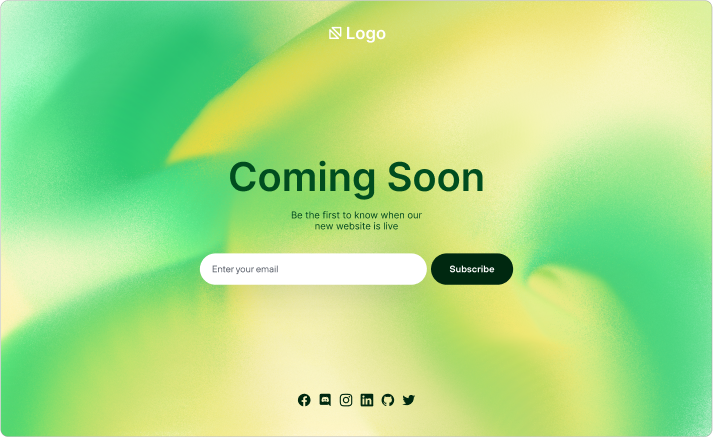 Logo
Coming Soon
Be the first to know when our
new website is live
Enter your email
Subscribe